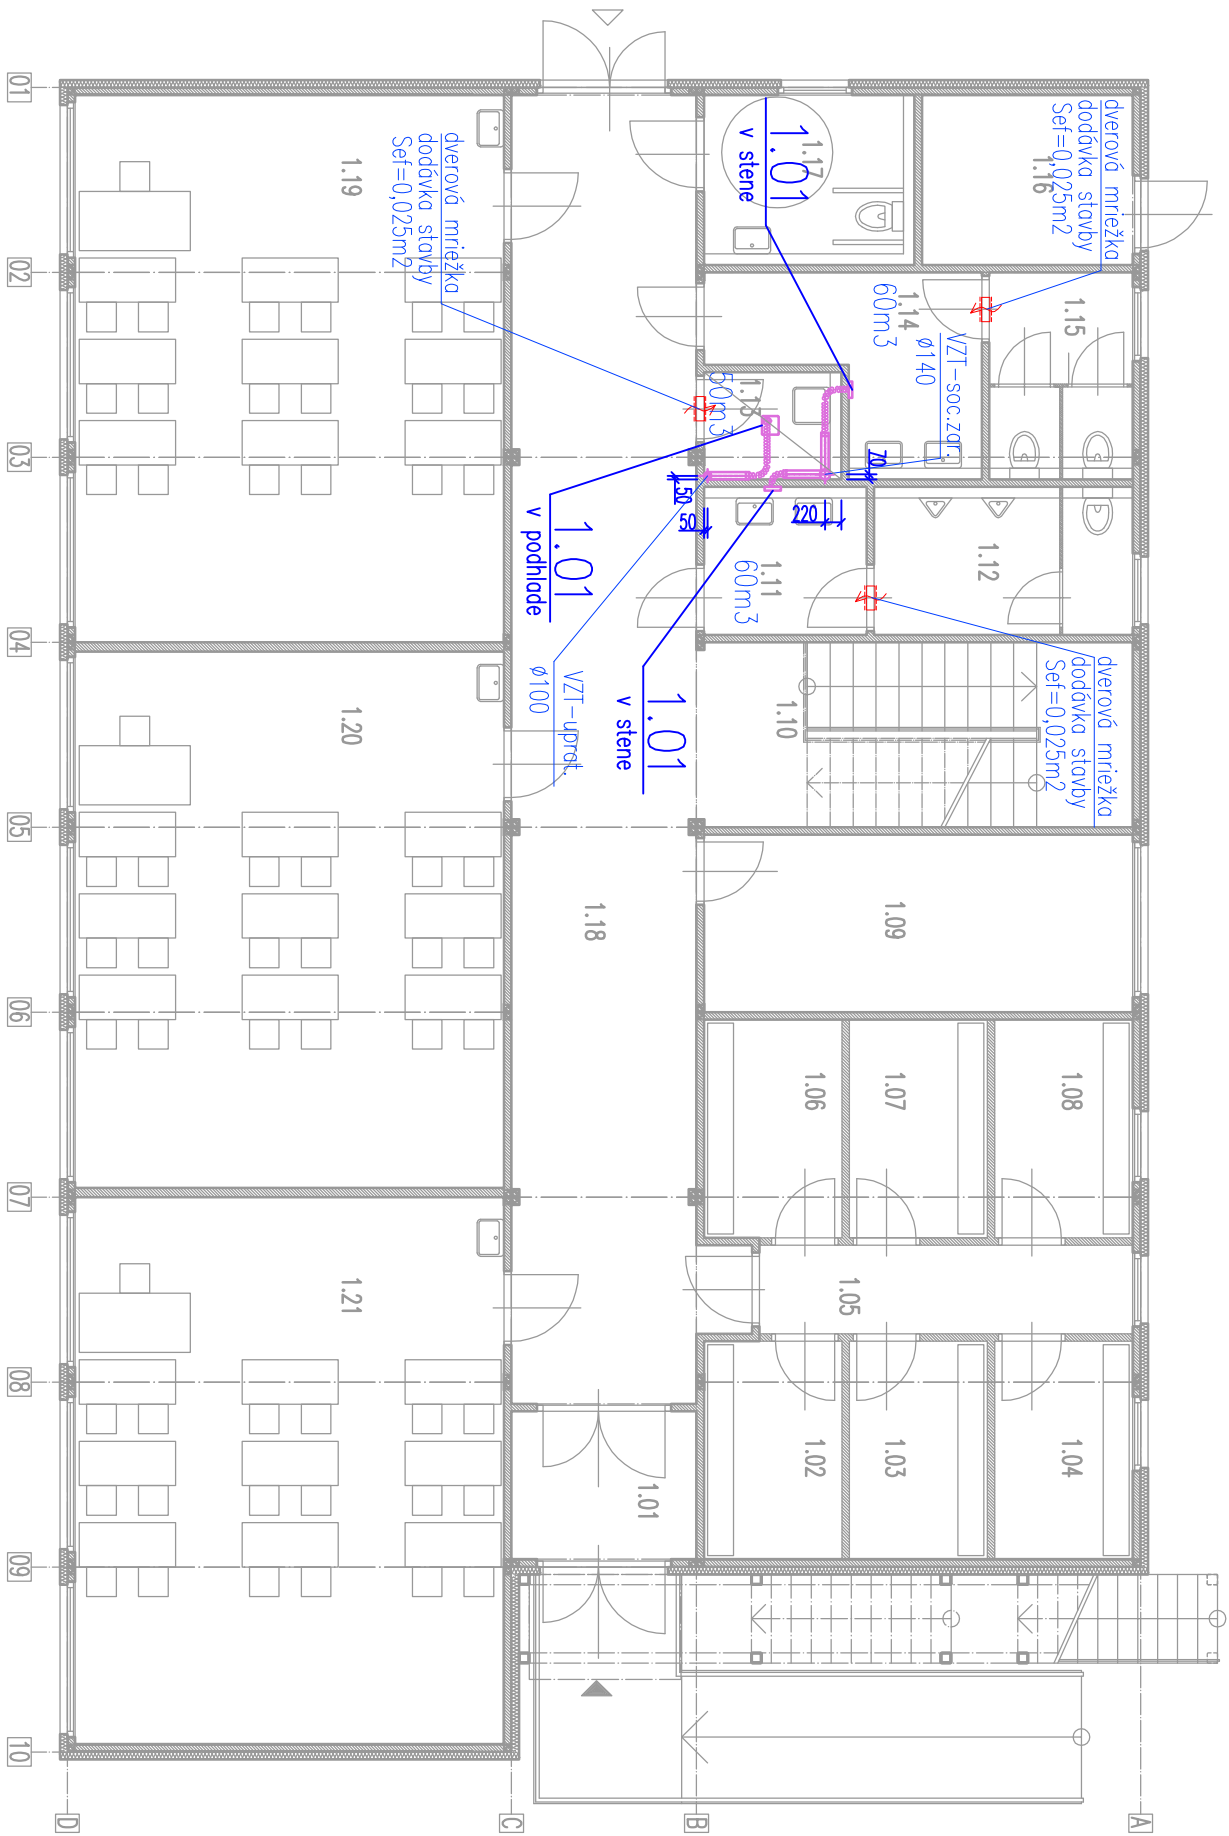 01
02
03
04
05
06
07
08
09
10
D
C
B
A
1.19
1.20
1.21
1.18
1.17
1.16
1.15
1.14
60m3
1.13
50m3
1.12
1.11
60m3
1.10
1.09
1.08
1.07
1.06
1.05
1.04
1.03
1.02
1.01
dverová mriežka
dodávka stavby
Sef=0,025m2
dverová mriežka
dodávka stavby
Sef=0,025m2
dverová mriežka
dodávka stavby
Sef=0,025m2
1.01
v stene
1.01
v podhlade
1.01
v stene
VZT-soc.zar.
ø140
VZT-uprat.
ø100
70
50
50
220